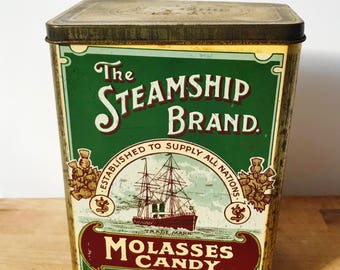 The
STEAMSHIP
BRAND.
ESTABLISHED TO SUPPLY ALL NATIONS
TRADE MARK
MOLASSES
CANDY